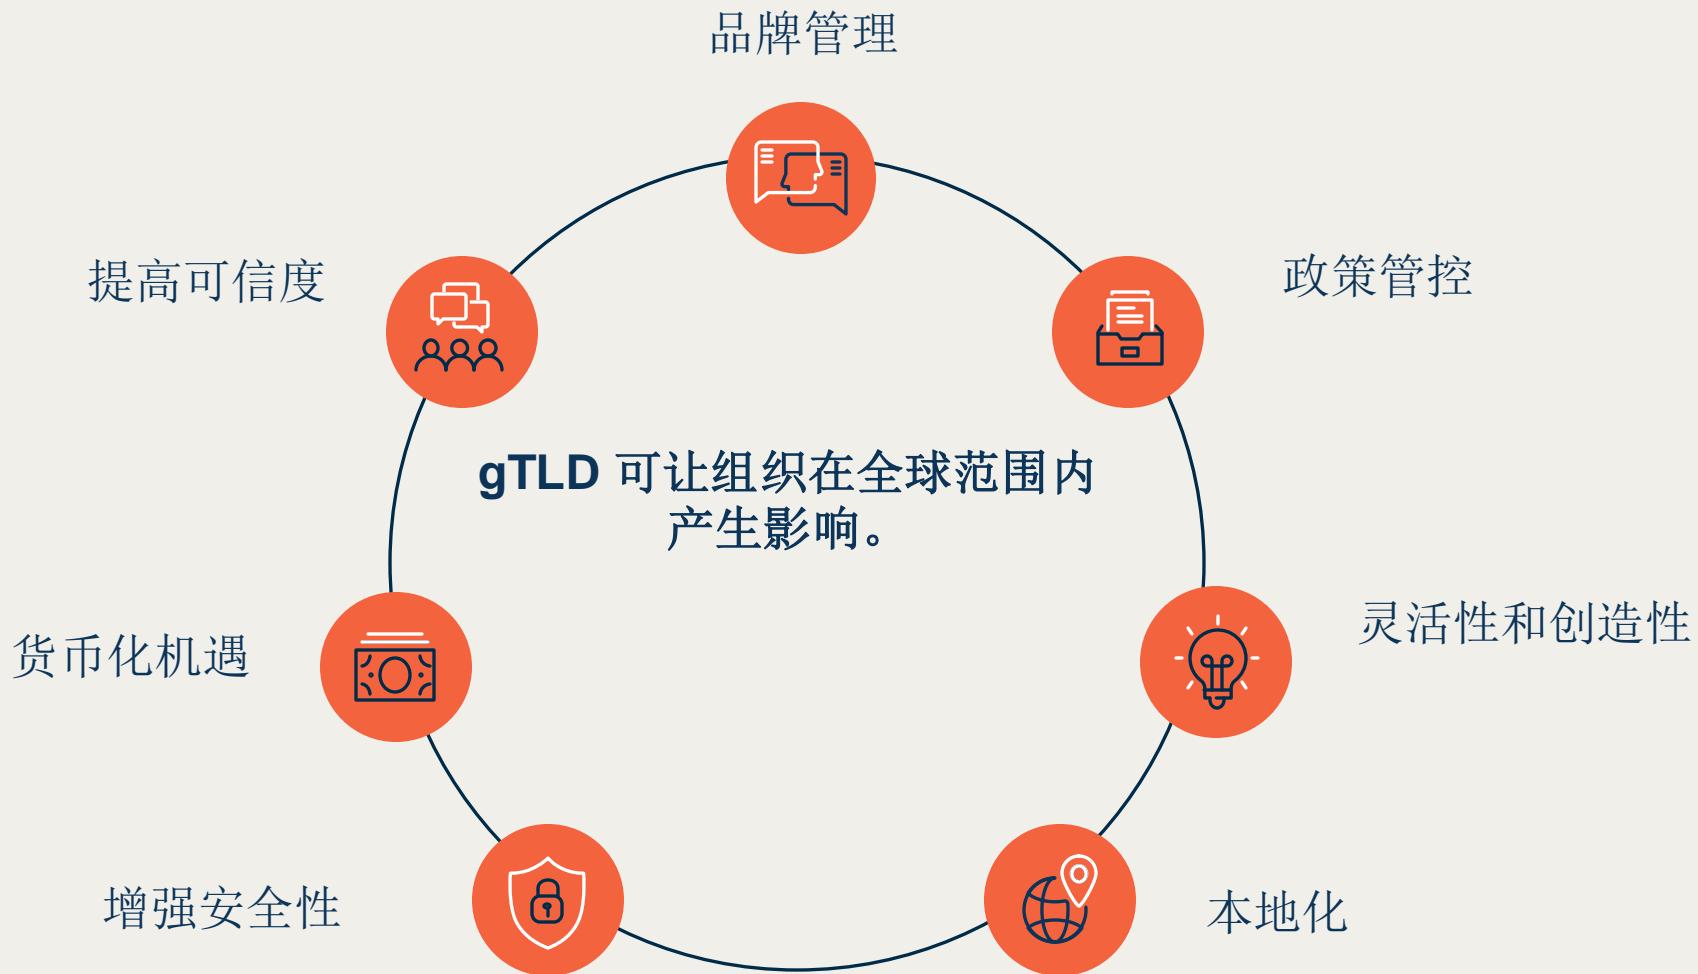 品牌管理
提高可信度
政策管控
gTLD 可让组织在全球范围内
产生影响。
灵活性和创造性
货币化机遇
增强安全性
本地化